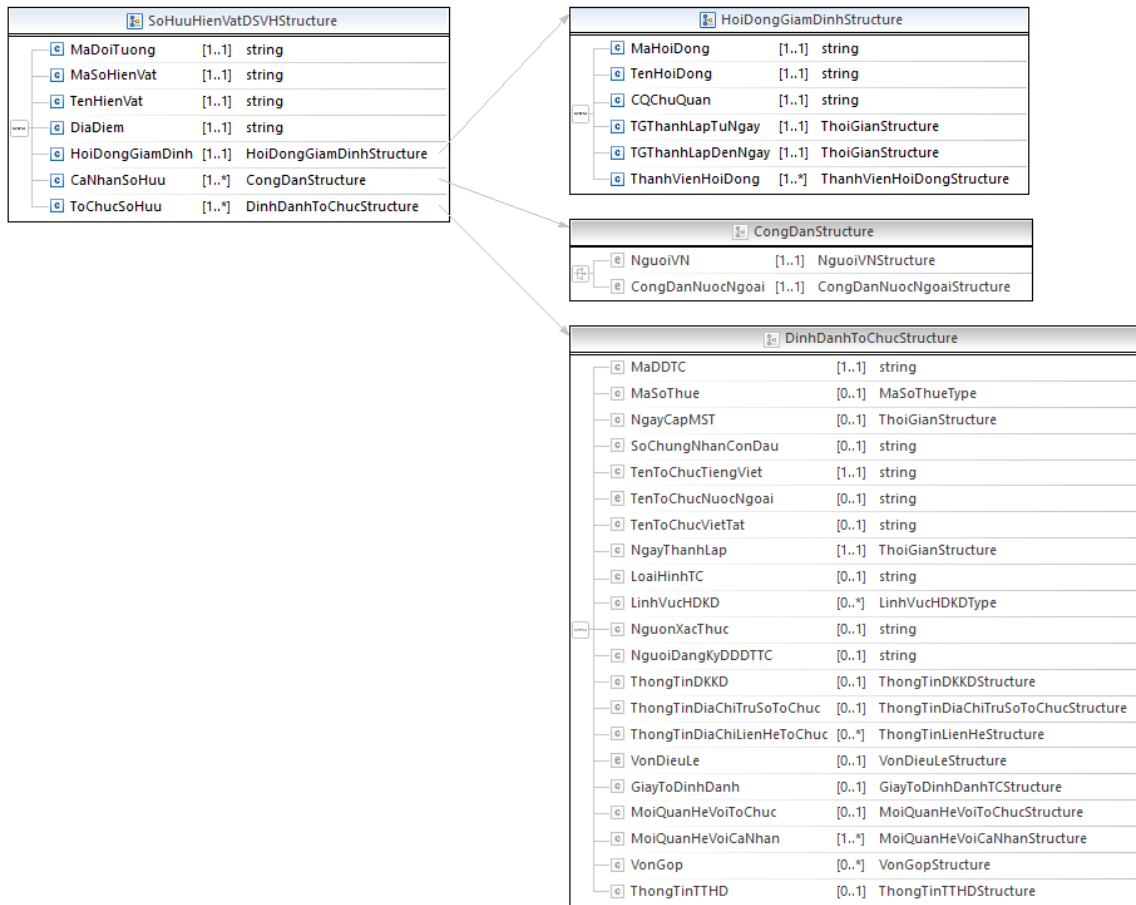 SoHuuHienVatDSVHStructure
MaDoiTuong [1..1] string
MaSoHienVat [1..1] string
TenHienVat [1..1] string
DiaDiem [1..1] string
HoiDongGiamDinh [1..1] HoiDongGiamDinhStructure
CaNhanSoHuu [1..*] CongDanStructure
ToChucSoHuu [1..*] DinhDanhToChucStructure
HoiDongGiamDinhStructure
MaHoiDong [1..1] string
TenHoiDong [1..1] string
CQChuQuan [1..1] string
TGThanhLapTuNgay [1..1] ThoiGianStructure
TGThanhLapDenNgay [1..1] ThoiGianStructure
ThanhVienHoiDong [1..*] ThanhVienHoiDongStructure
CongDanStructure
NguoiVN [1..1] NguoiVNStructure
CongDanNuocNgoai [1..1] CongDanNuocNgoaiStructure
DinhDanhToChucStructure
MaDDTC [1..1] string
MaSoThue [0..1] MaSoThueType
NgayCapMST [0..1] ThoiGianStructure
SoChungNhanConDau [0..1] string
TenToChucTiengViet [1..1] string
TenToChucNuocNgoai [0..1] string
TenToChucVietTat [0..1] string
NgayThanhLap [1..1] ThoiGianStructure
LoaiHinhTC [0..1] string
LinhVucHDKD [0..*] LinhVucHDKDType
NguonXacThuc [0..1] string
NguoiDangKyDDDTTC [0..1] string
ThongTinDKKD [0..1] ThongTinDKKDStructure
ThongTinDiaChiTruSoToChuc [0..1] ThongTinDiaChiTruSoToChucStructure
ThongTinDiaChiLienHeToChuc [0..*] ThongTinLienHeStructure
VonDieuLe [0..1] VonDieuLeStructure
GiayToDinhDanh [0..1] GiayToDinhDanhTCStructure
MoiQuanHeVoiToChuc [0..1] MoiQuanHeVoiToChucStructure
MoiQuanHeVoiCaNhan [1..*] MoiQuanHeVoiCaNhanStructure
VonGop [0..*] VonGopStructure
ThongTinTTHD [0..1] ThongTinTTHDStructure